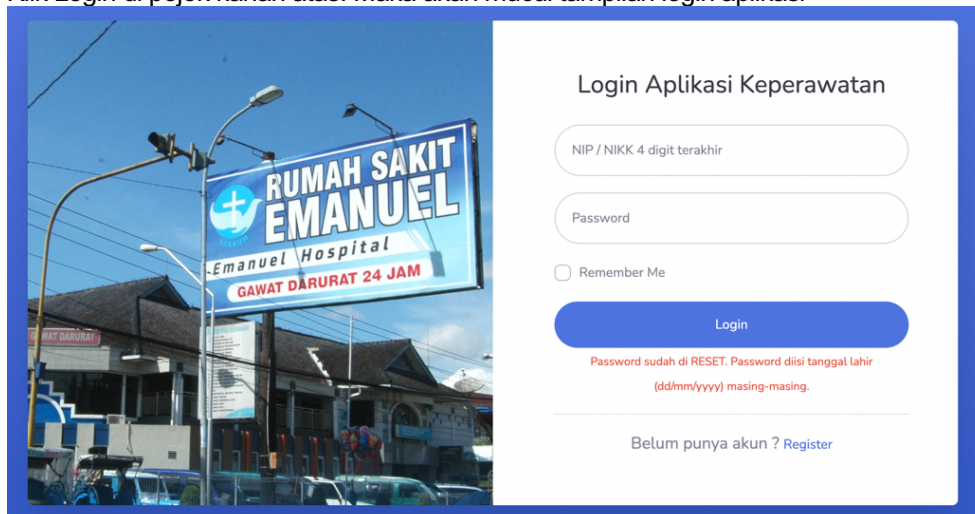 Klik Login di pojok kanan atas. Maka akan muncul tampilan login aplikasi
RUMAH SAKIT
EMANUEL
Emanuel Hospital
GAWAT DARURAT 24 JAM
YAKKUM
GAWAT DARURAT
Login Aplikasi Keperawatan
NIP / NIKK 4 digit terakhir
Password
Remember Me
Login
Password sudah di RESET. Password diisi tanggal lahir
(dd/mm/yyyy) masing-masing.
Belum punya akun ? Register